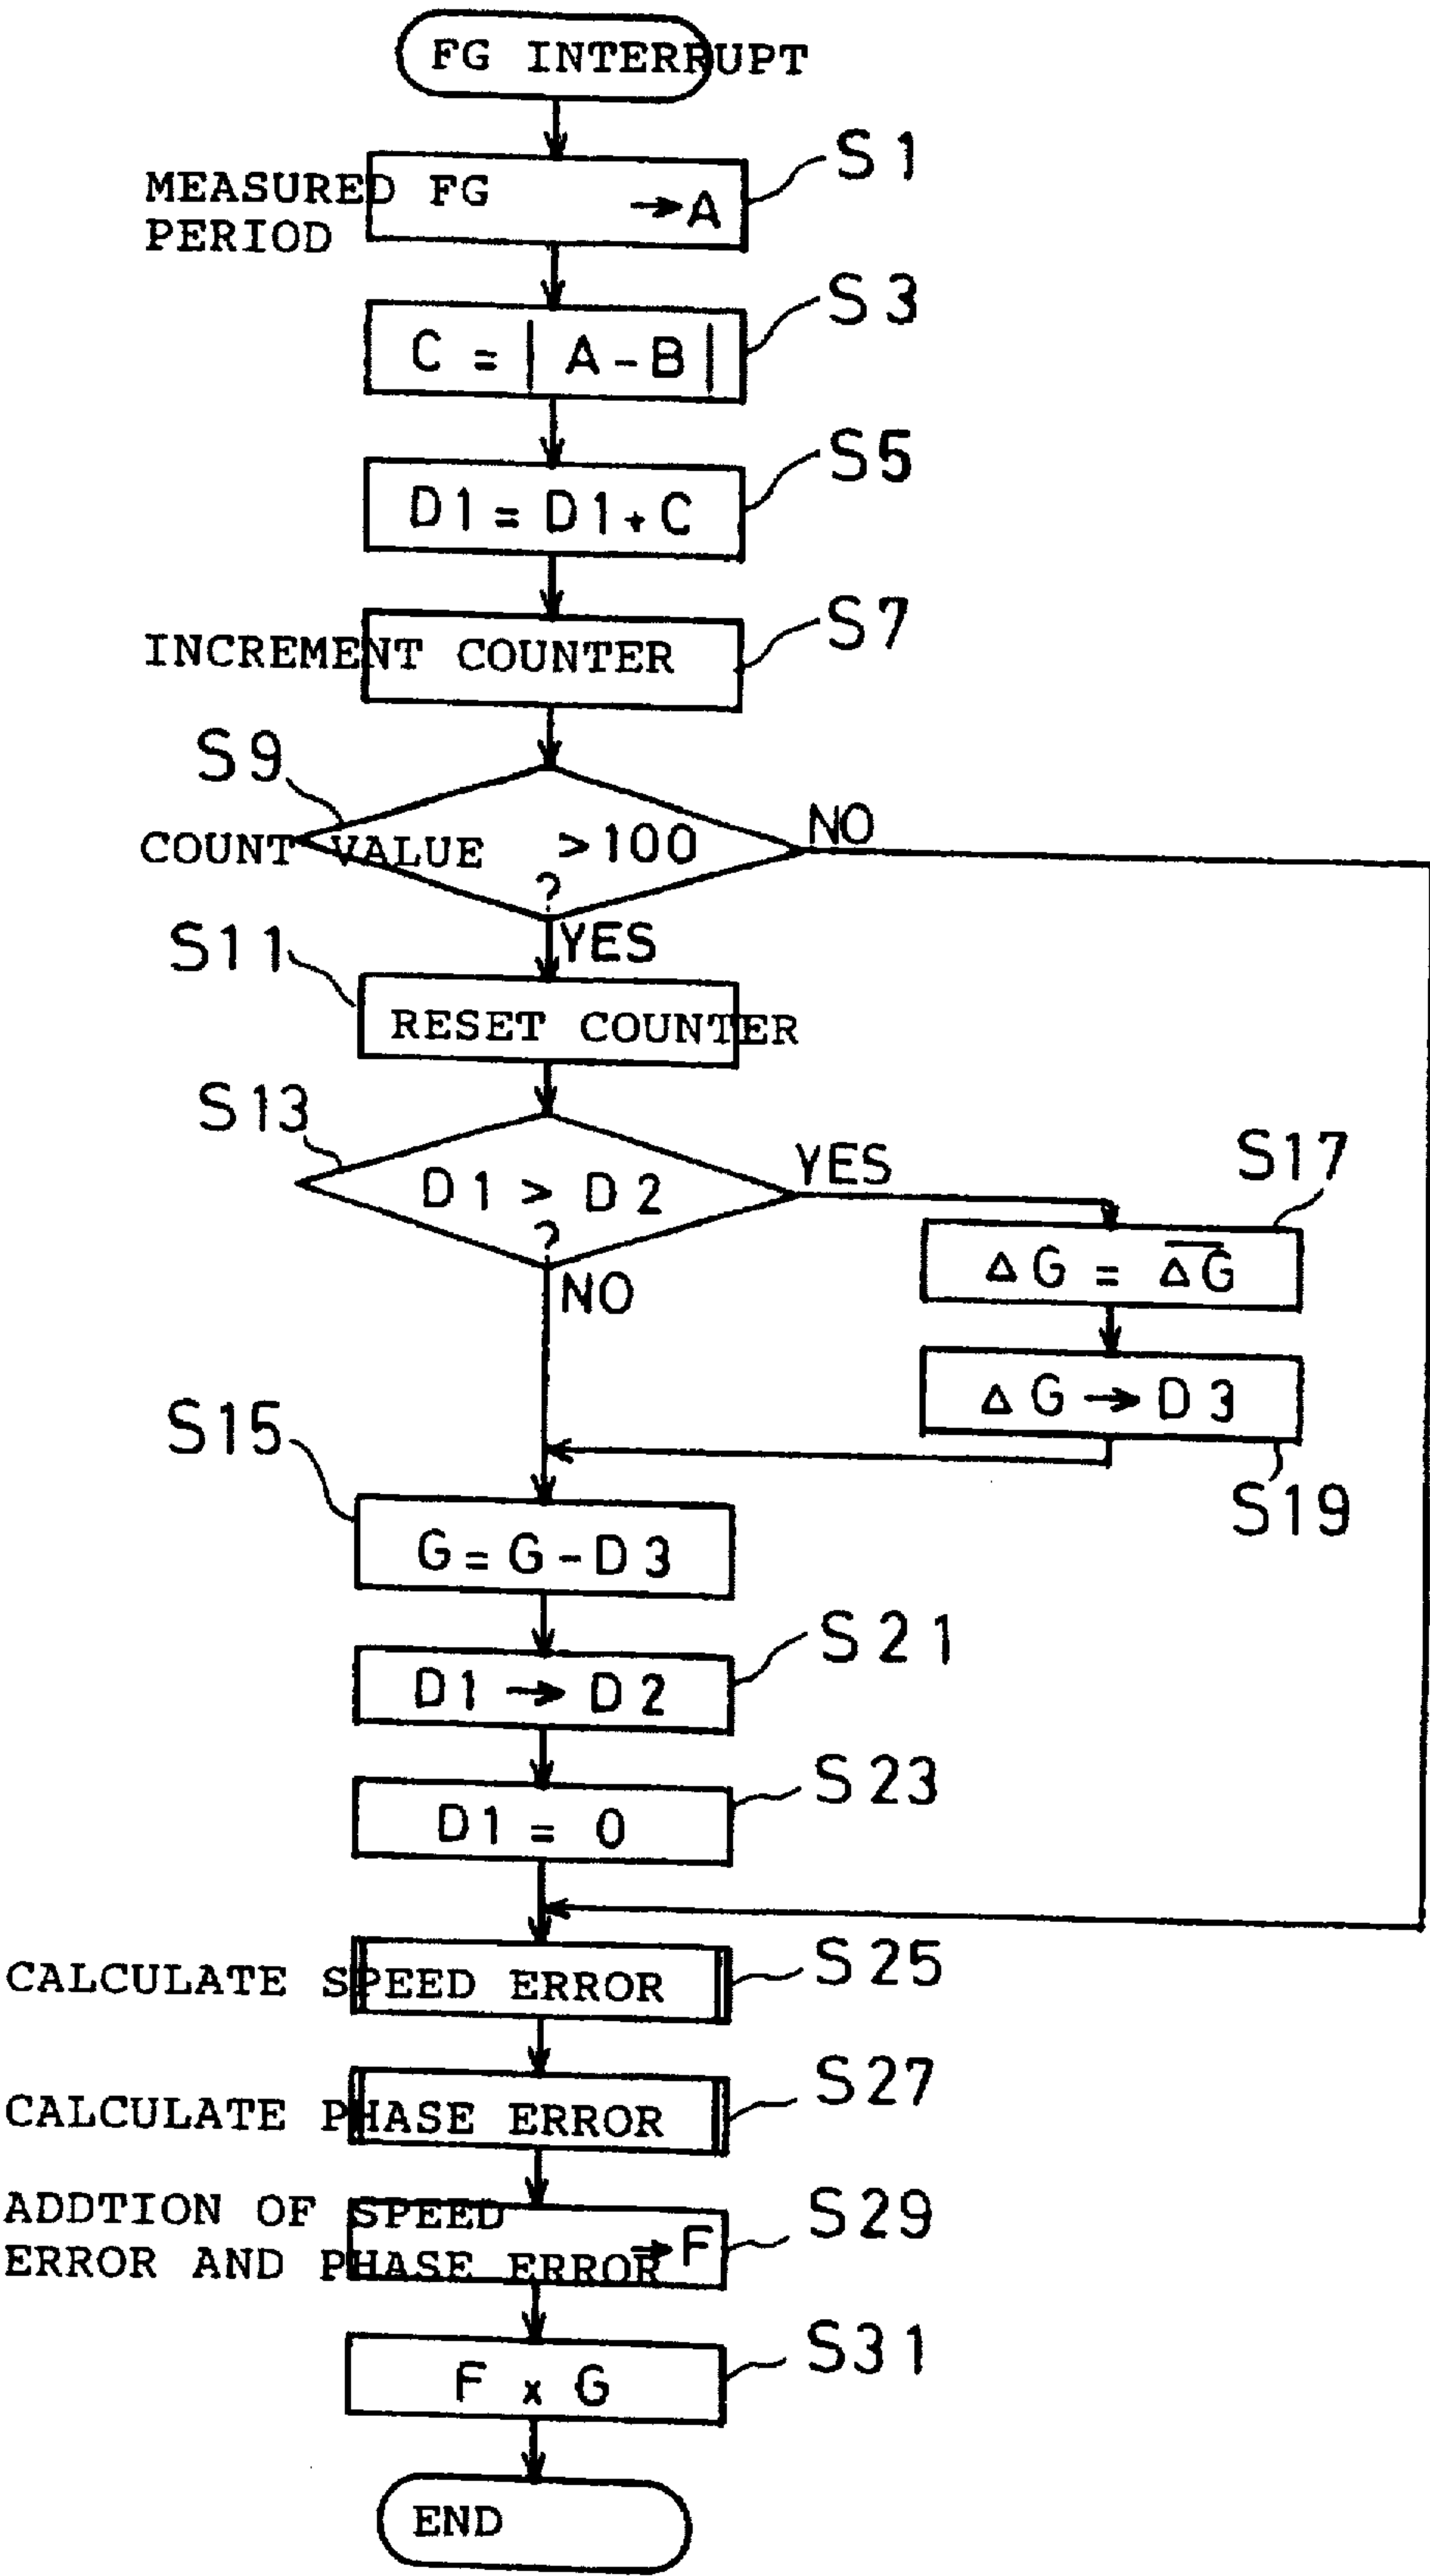 FG INTERRUPT
S1
MEASURED FG → A
PERIOD
S3
C = | A - B |
S5
D1 = D1 + C
S7
INCREMENT COUNTER
S9
COUNT VALUE > 100
?
NO
YES
S11
RESET COUNTER
S13
D1 > D2
?
YES
NO
S17
ΔG = \overline{ΔG}
ΔG → D3
S19
S15
G = G - D3
S21
D1 → D2
S23
D1 = 0
S25
CALCULATE SPEED ERROR
S27
CALCULATE PHASE ERROR
S29
ADDTION OF SPEED
ERROR AND PHASE ERROR → F
S31
F x G
END